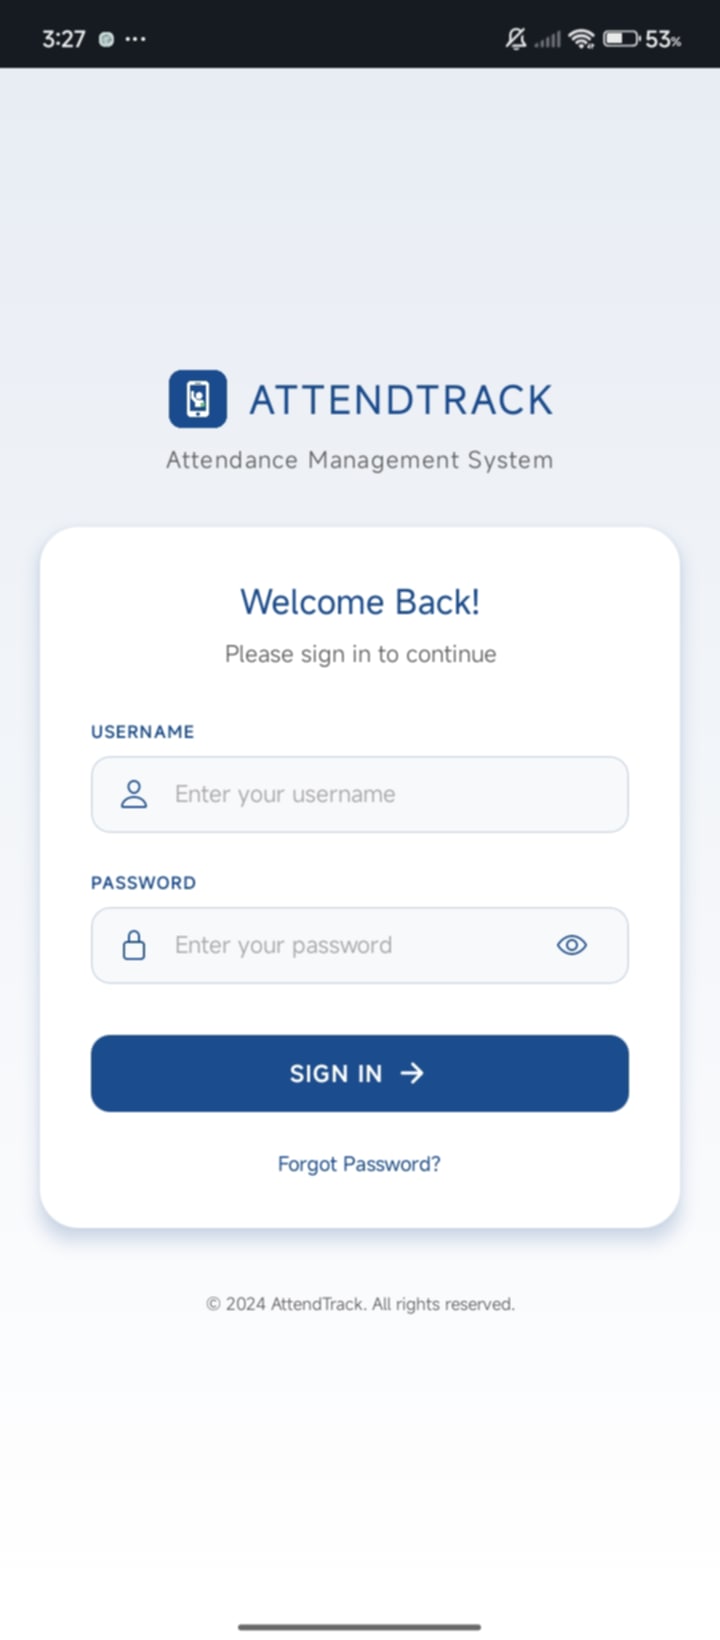 3:27 53%
ATTENDTRACK
Attendance Management System
Welcome Back!
Please sign in to continue
USERNAME
Enter your username
PASSWORD
Enter your password
SIGN IN
Forgot Password?
© 2024 AttendTrack. All rights reserved.